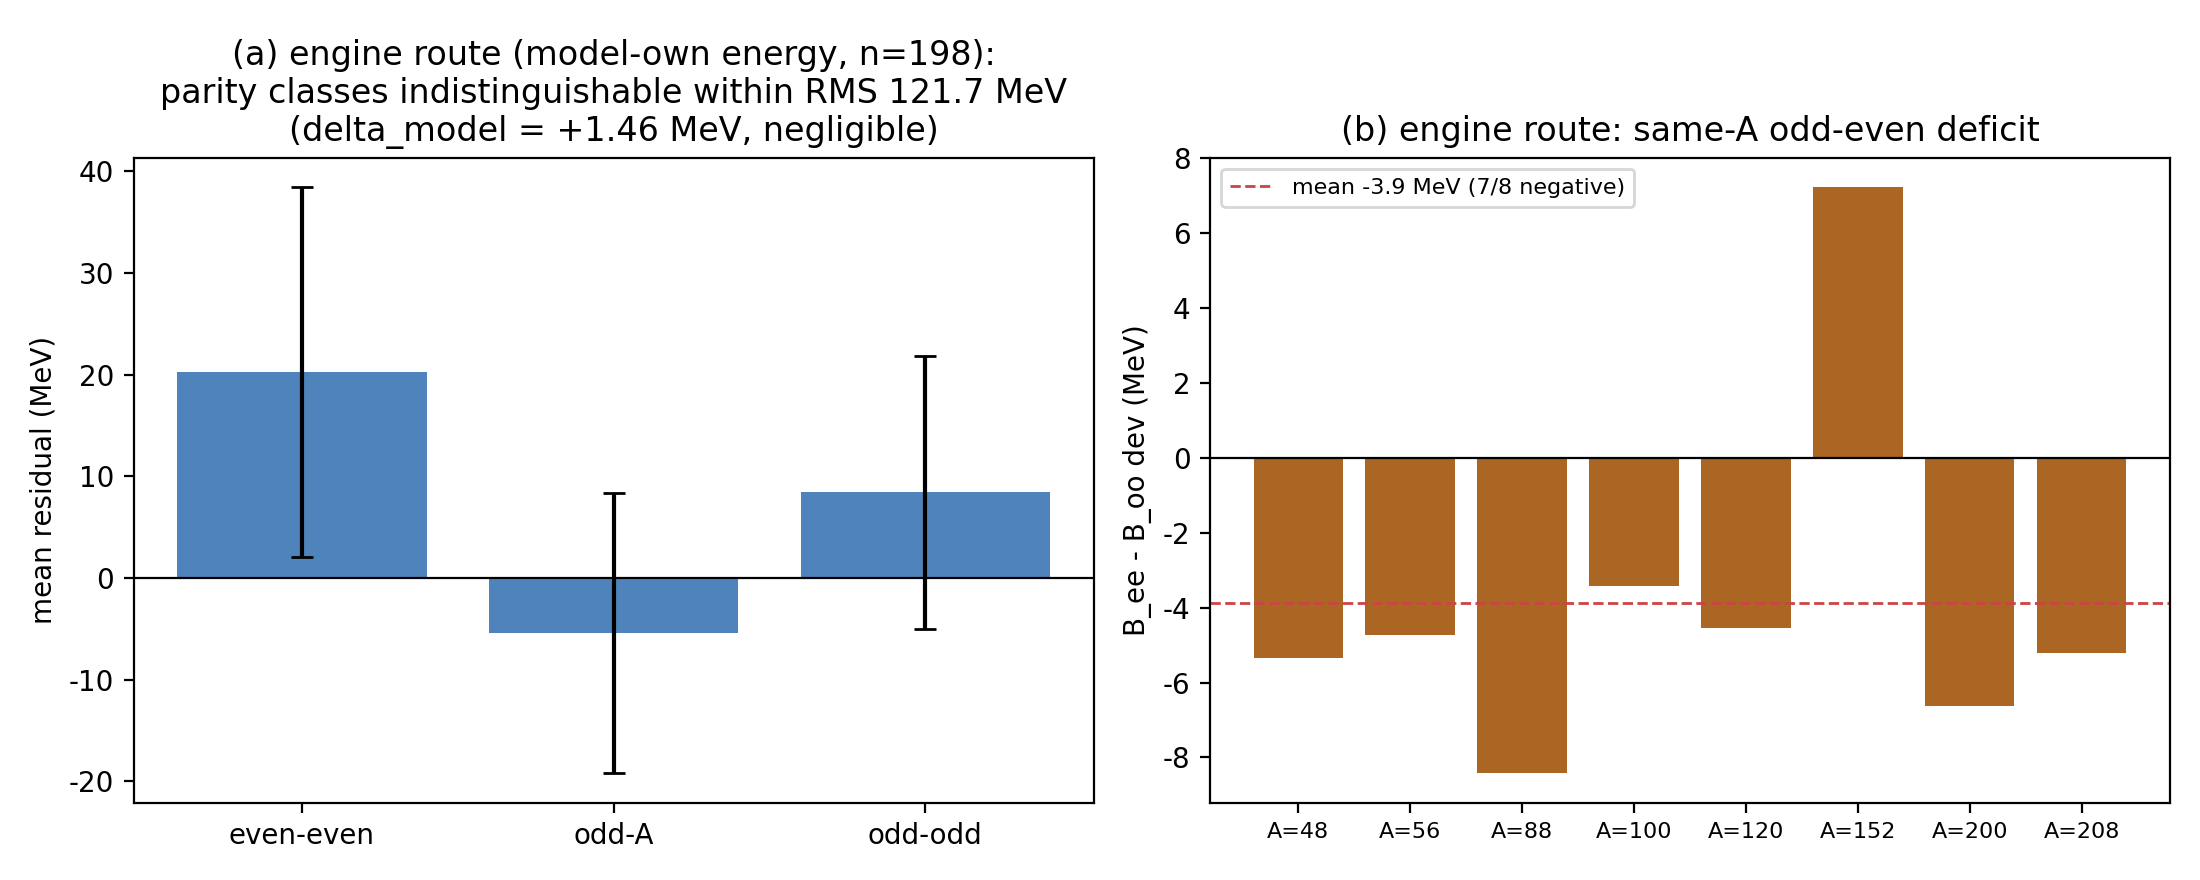 (a) engine route (model-own energy, n=198):
parity classes indistinguishable within RMS 121.7 MeV
(delta_model = +1.46 MeV, negligible)
mean residual (MeV)
40
30
20
10
0
-10
-20
even-even
odd-A
odd-odd
(b) engine route: same-A odd-even deficit
mean -3.9 MeV (7/8 negative)
B_ee - B_oo dev (MeV)
8
6
4
2
0
-2
-4
-6
-8
A=48
A=56
A=88
A=100
A=120
A=152
A=200
A=208